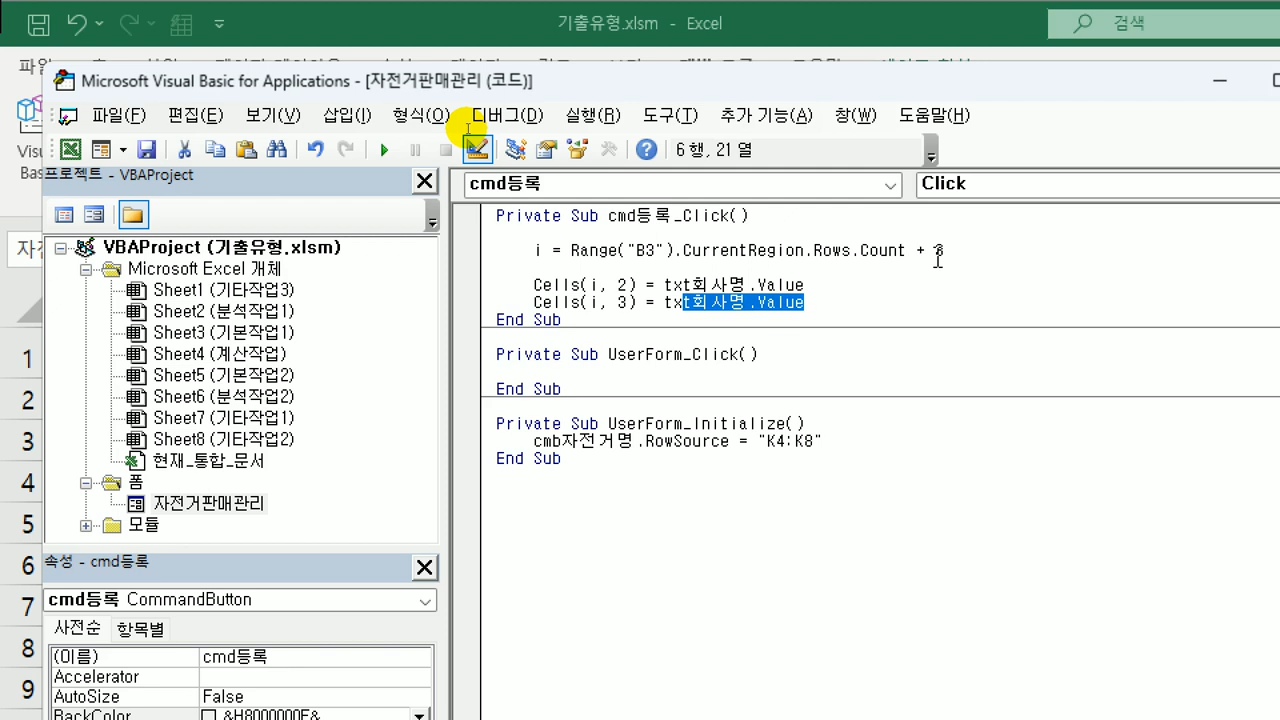 기출유형.xlsm - Excel
검색
Microsoft Visual Basic for Applications - [자전거판매관리 (코드)]
파일(F) 편집(E) 보기(V) 삽입(I) 형식(O) 디버그(D) 실행(R) 도구(T) 추가 기능(A) 창(W) 도움말(H)
6 행, 21 열
프로젝트 - VBAProject
cmd등록
Click
VBAProject (기출유형.xlsm)
Microsoft Excel 개체
Sheet1 (기타작업3)
Sheet2 (분석작업1)
Sheet3 (기본작업1)
Sheet4 (계산작업)
Sheet5 (기본작업2)
Sheet6 (분석작업2)
Sheet7 (기타작업1)
Sheet8 (기타작업2)
현재_통합_문서
폼
자전거판매관리
모듈
Private Sub cmd등록_Click()
i = Range("B3").CurrentRegion.Rows.Count + 3
Cells(i, 2) = txt회사명.Value
Cells(i, 3) = txt회사명.Value
End Sub
Private Sub UserForm_Click()
End Sub
Private Sub UserForm_Initialize()
cmb자전거명.RowSource = "K4:K8"
End Sub
속성 - cmd등록
cmd등록 CommandButton
사전순 항목별
(이름) cmd등록
Accelerator
AutoSize False
BackColor &H8000000F&
1
2
3
4
5
6
7
8
9